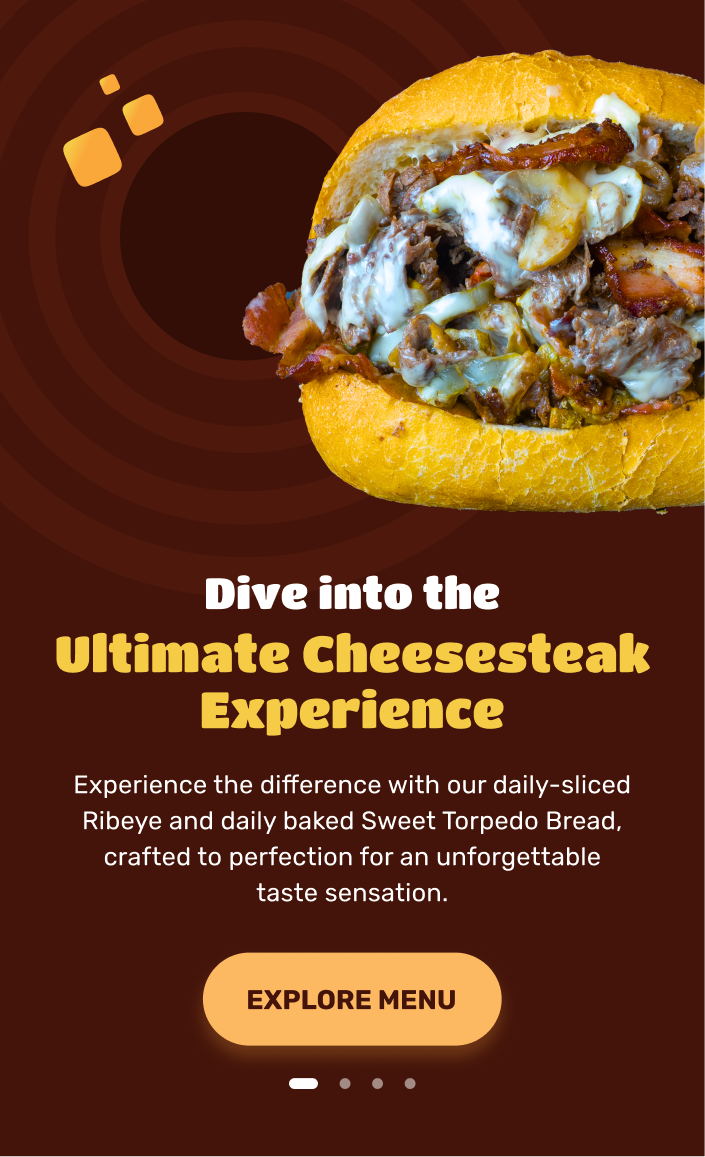 Dive into the
Ultimate Cheesesteak
Experience
Experience the difference with our daily-sliced
Ribeye and daily baked Sweet Torpedo Bread,
crafted to perfection for an unforgettable
taste sensation.
EXPLORE MENU